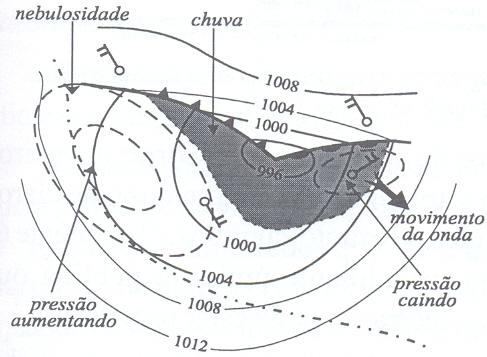 nebulosidade
chuva
1008
1004
1000
996
movimento
da onda
1000
1004
pressão
caindo
pressão
aumentando
1008
1012